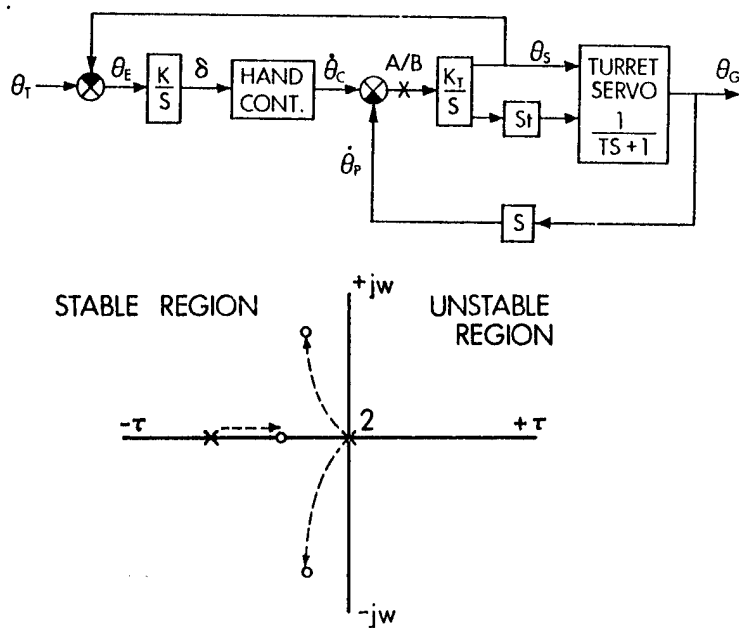 θT
θE
K
S
δ
HAND
CONT.
θ̇C
A/B
KT
S
θS
St
TURRET
SERVO
1
TS + 1
θG
θ̇P
S
STABLE REGION
+jw
UNSTABLE
REGION
-τ
2
+τ
-jw